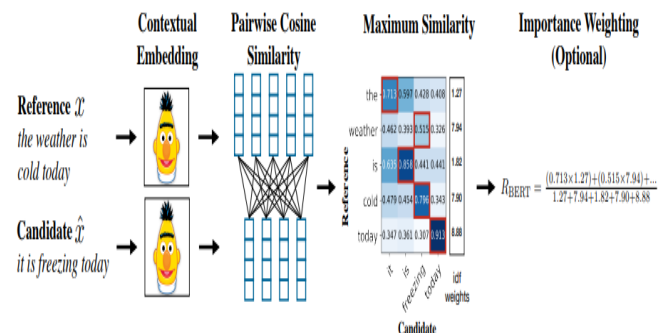 Contextual
Embedding
Pairwise Cosine
Similarity
Maximum Similarity
Importance Weighting
(Optional)
Reference x
the weather is
cold today
Candidate x̂
it is freezing today
Reference
the 0.713 0.597 0.428 0.408 1.27
weather 0.462 0.393 0.515 0.326 7.94
is 0.635 0.858 0.441 0.441 1.82
cold 0.479 0.454 0.796 0.343 7.90
today 0.347 0.361 0.307 0.913 8.88
it is freezing today
idf
weights
Candidate
R_BERT = (0.713×1.27)+(0.515×7.94)+... / 1.27+7.94+1.82+7.90+8.88